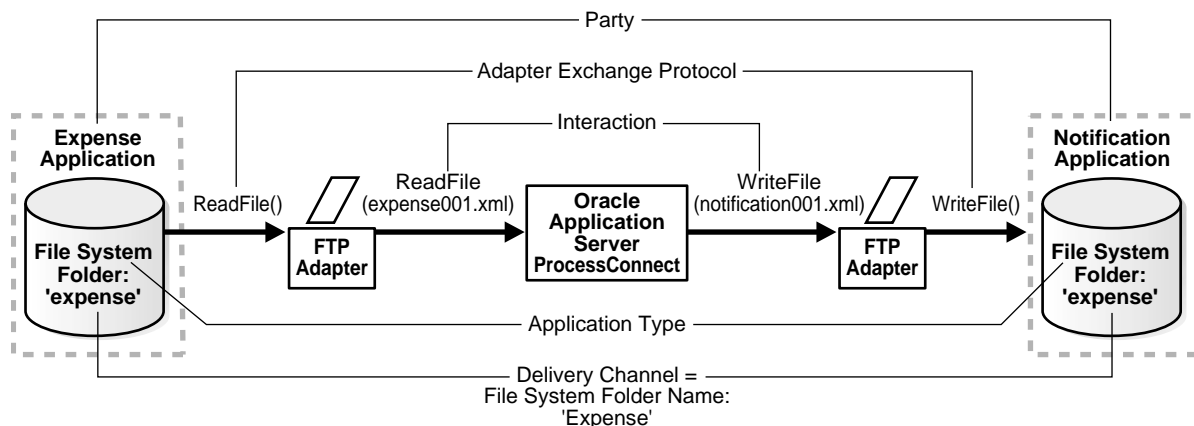 Party
Adapter Exchange Protocol
Interaction
Expense
Application
Notification
Application
ReadFile()
ReadFile
(expense001.xml)
Oracle
Application
Server
ProcessConnect
WriteFile
(notification001.xml)
WriteFile()
FTP
Adapter
FTP
Adapter
File System
Folder:
'expense'
File System
Folder:
'expense'
Application Type
Delivery Channel =
File System Folder Name:
'Expense'